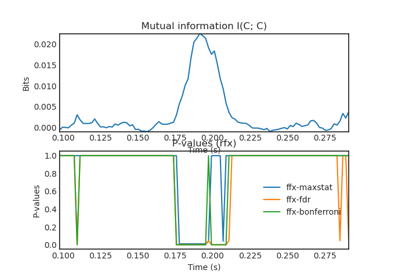 Mutual information I(C; C)
0.020
0.015
0.010
0.005
0.000
Bits
0.100 0.125 0.150 0.175 0.200 0.225 0.250 0.275
Time (s)
P-values (ffx)
1.0
0.8
0.6
0.4
0.2
0.0
P-values
ffx-maxstat
ffx-fdr
ffx-bonferroni
0.100 0.125 0.150 0.175 0.200 0.225 0.250 0.275
Time (s)